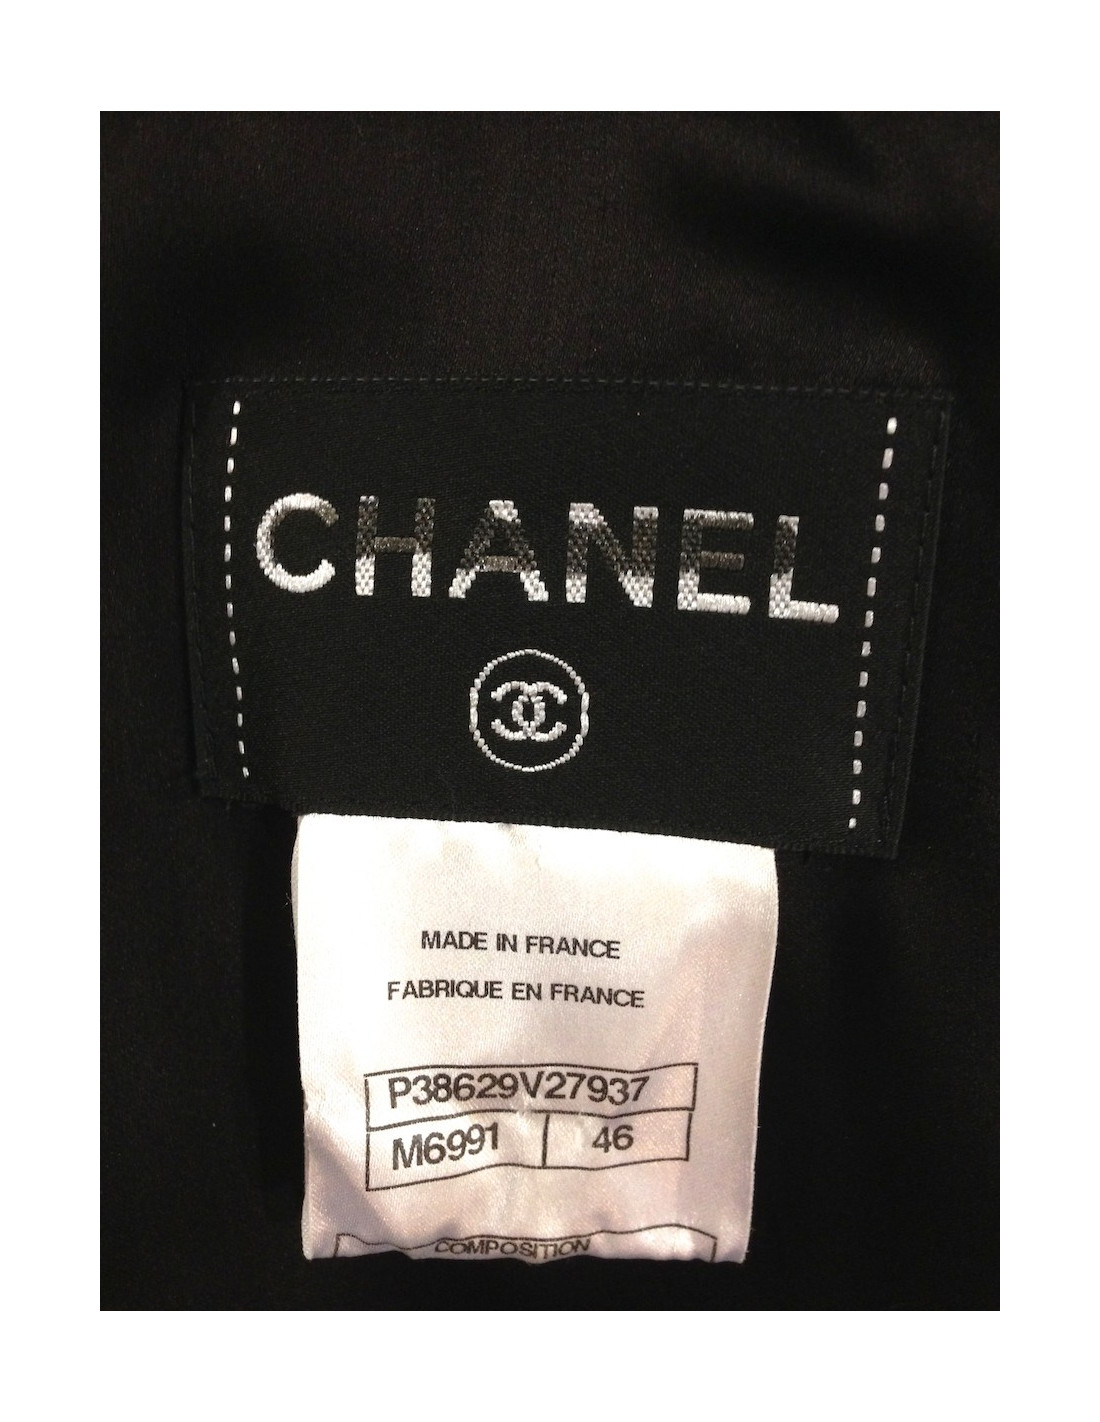 CHANEL
MADE IN FRANCE
FABRIQUE EN FRANCE
P38629V27937
M6991 46
COMPOSITION